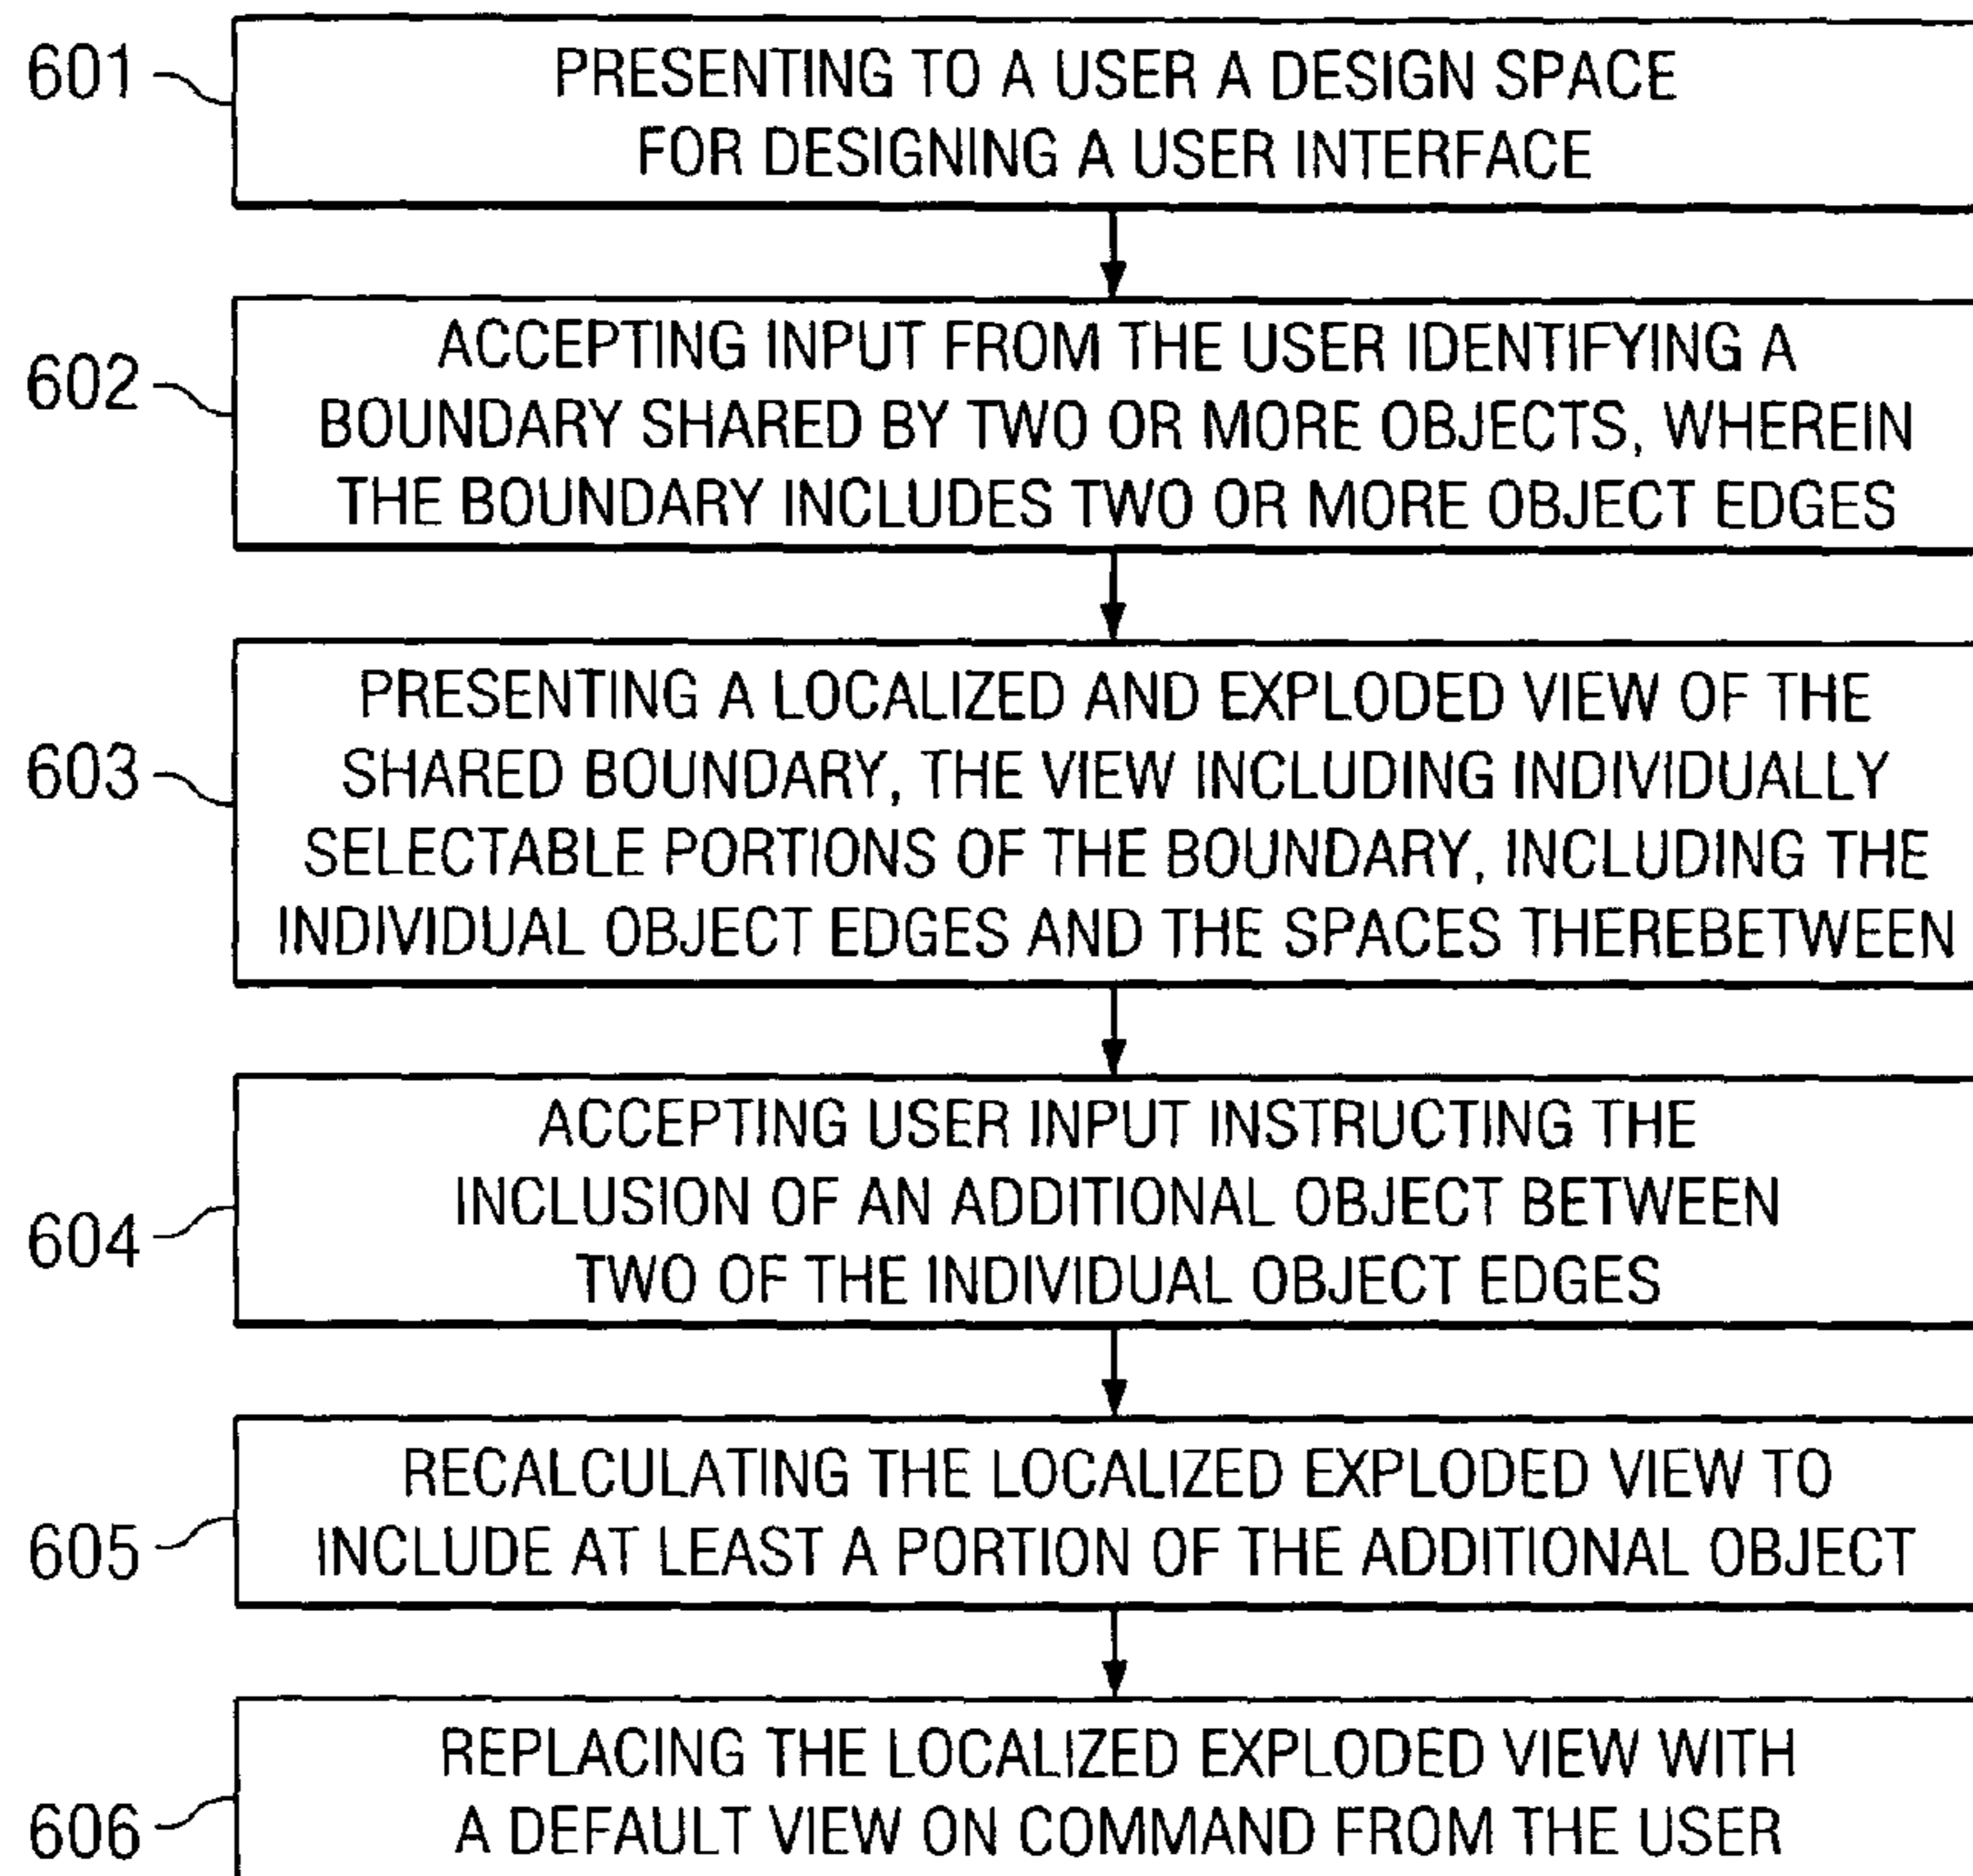 601
PRESENTING TO A USER A DESIGN SPACE
FOR DESIGNING A USER INTERFACE
602
ACCEPTING INPUT FROM THE USER IDENTIFYING A
BOUNDARY SHARED BY TWO OR MORE OBJECTS, WHEREIN
THE BOUNDARY INCLUDES TWO OR MORE OBJECT EDGES
603
PRESENTING A LOCALIZED AND EXPLODED VIEW OF THE
SHARED BOUNDARY, THE VIEW INCLUDING INDIVIDUALLY
SELECTABLE PORTIONS OF THE BOUNDARY, INCLUDING THE
INDIVIDUAL OBJECT EDGES AND THE SPACES THEREBETWEEN
604
ACCEPTING USER INPUT INSTRUCTING THE
INCLUSION OF AN ADDITIONAL OBJECT BETWEEN
TWO OF THE INDIVIDUAL OBJECT EDGES
605
RECALCULATING THE LOCALIZED EXPLODED VIEW TO
INCLUDE AT LEAST A PORTION OF THE ADDITIONAL OBJECT
606
REPLACING THE LOCALIZED EXPLODED VIEW WITH
A DEFAULT VIEW ON COMMAND FROM THE USER